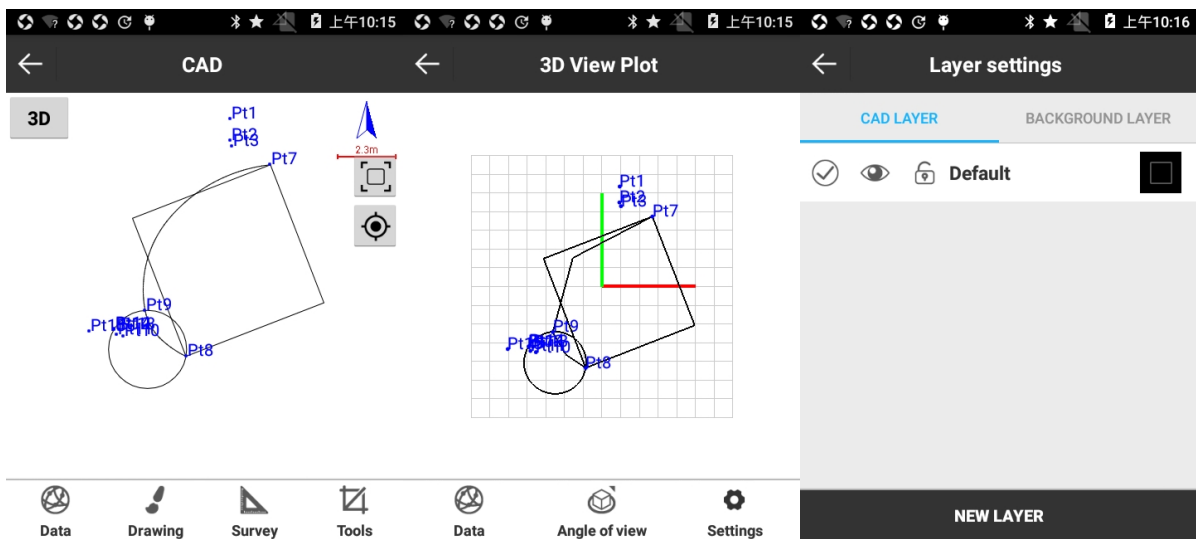 上午10:15
CAD
3D
Pt1
Pt2
Pt3
Pt7
2.3m
Pt9
Pt8
Data
Drawing
Survey
Tools
上午10:15
3D View Plot
Pt1
Pt2
Pt3
Pt7
Pt9
Pt10
Pt8
Data
Angle of view
Settings
上午10:16
Layer settings
CAD LAYER
BACKGROUND LAYER
Default
NEW LAYER